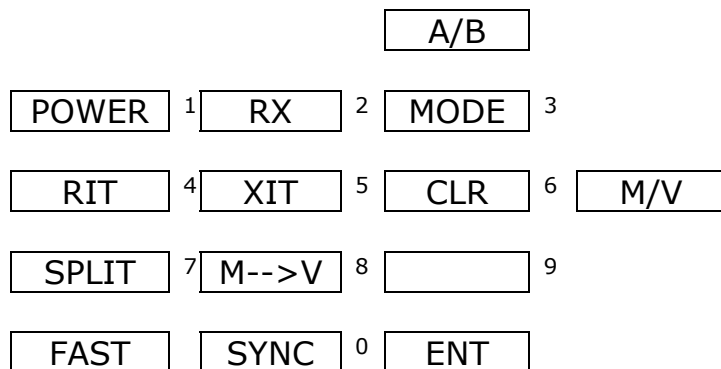 A/B
POWER 1 RX 2 MODE 3
RIT 4 XIT 5 CLR 6 M/V
SPLIT 7 M-->V 8 9
FAST SYNC 0 ENT